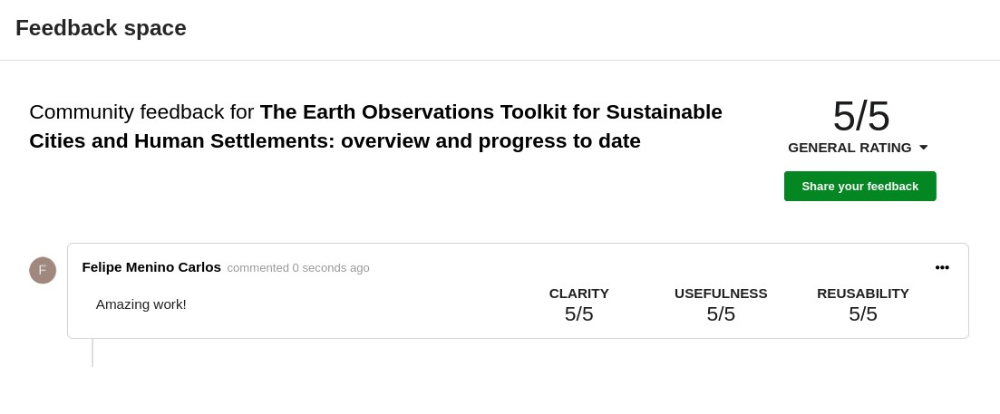 Feedback space
Community feedback for The Earth Observations Toolkit for Sustainable
Cities and Human Settlements: overview and progress to date
5/5
GENERAL RATING
Share your feedback
F
Felipe Menino Carlos commented 0 seconds ago
Amazing work!
CLARITY USEFULNESS REUSABILITY
5/5 5/5 5/5